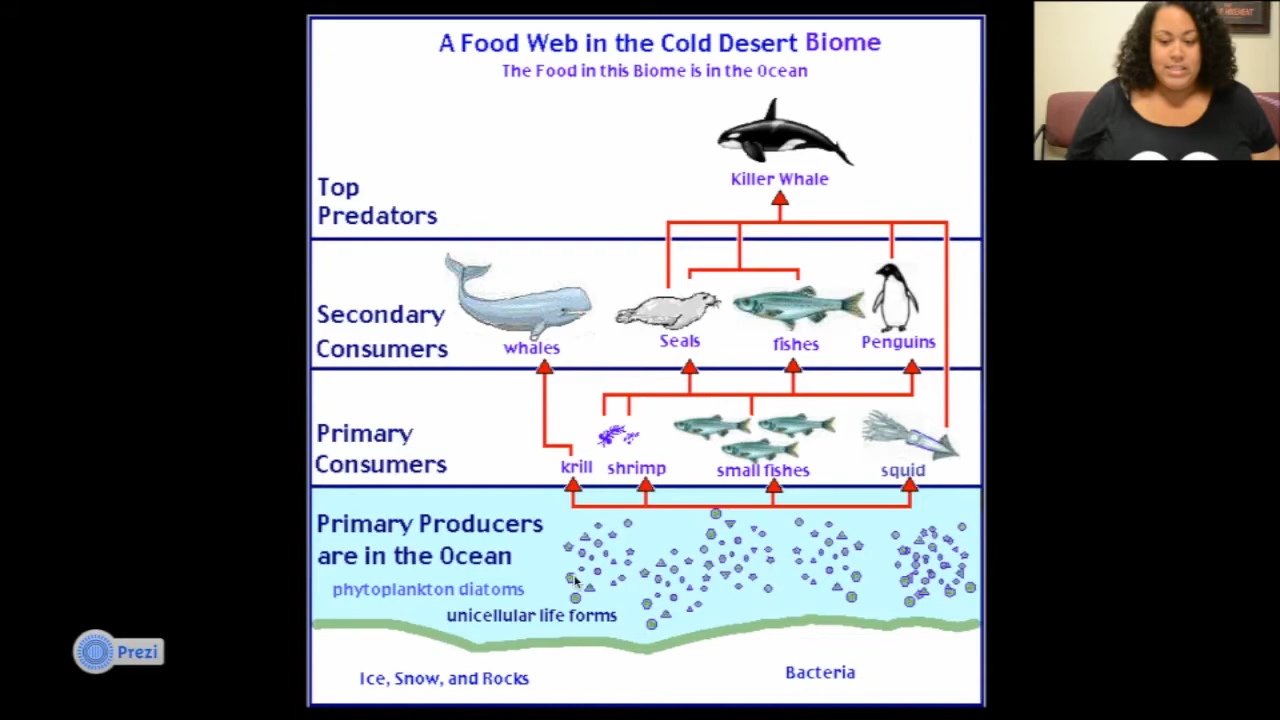 A Food Web in the Cold Desert Biome
The Food in this Biome is in the Ocean
Killer Whale
Top
Predators
Secondary
Consumers
whales
Seals
fishes
Penguins
Primary
Consumers
krill
shrimp
small fishes
squid
Primary Producers
are in the Ocean
phytoplankton diatoms
unicellular life forms
Ice, Snow, and Rocks
Bacteria
Prezi